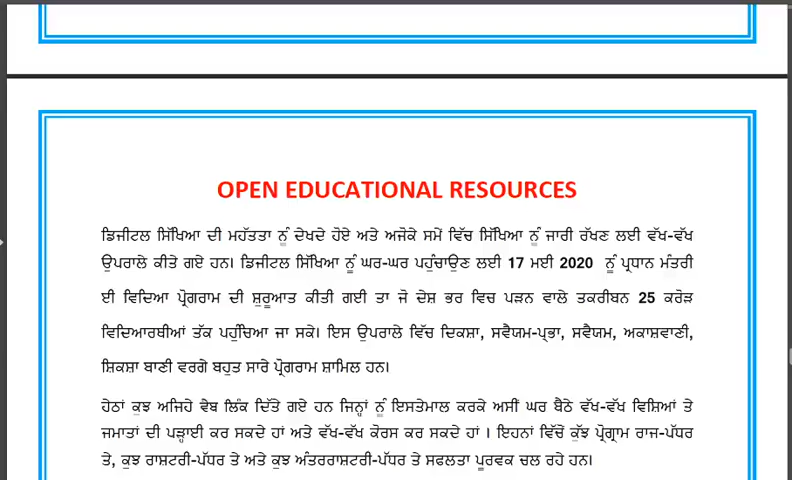 OPEN EDUCATIONAL RESOURCES
ਡਿਜੀਟਲ ਸਿੱਖਿਆ ਦੀ ਮਹੱਤਤਾ ਨੂੰ ਦੇਖਦੇ ਹੋਏ ਅਤੇ ਅਜੋਕੇ ਸਮੇਂ ਵਿੱਚ ਸਿੱਖਿਆ ਨੂੰ ਜਾਰੀ ਰੱਖਣ ਲਈ ਵੱਖ-ਵੱਖ
ਉਪਰਾਲੇ ਕੀਤੇ ਗਏ ਹਨ। ਡਿਜੀਟਲ ਸਿੱਖਿਆ ਨੂੰ ਘਰ-ਘਰ ਪਹੁੰਚਾਉਣ ਲਈ 17 ਮਈ 2020 ਨੂੰ ਪ੍ਰਧਾਨ ਮੰਤਰੀ
ਈ ਵਿਦਿਆ ਪ੍ਰੋਗਰਾਮ ਦੀ ਸ਼ੁਰੂਆਤ ਕੀਤੀ ਗਈ ਤਾ ਜੋ ਦੇਸ਼ ਭਰ ਵਿਚ ਪੜਨ ਵਾਲੇ ਤਕਰੀਬਨ 25 ਕਰੋੜ
ਵਿਦਿਆਰਥੀਆਂ ਤੱਕ ਪਹੁੰਚਿਆ ਜਾ ਸਕੇ। ਇਸ ਉਪਰਾਲੇ ਵਿੱਚ ਦਿਕਸ਼ਾ, ਸਵੈਯਮ-ਪ੍ਰਭਾ, ਸਵੈਯਮ, ਅਕਾਸ਼ਵਾਣੀ,
ਸ਼ਿਕਸ਼ਾ ਬਾਣੀ ਵਰਗੇ ਬਹੁਤ ਸਾਰੇ ਪ੍ਰੋਗਰਾਮ ਸ਼ਾਮਿਲ ਹਨ।
ਹੇਠਾਂ ਕੁਝ ਅਜਿਹੇ ਵੇਬ ਲਿੰਕ ਦਿੱਤੇ ਗਏ ਹਨ ਜਿਨ੍ਹਾਂ ਨੂੰ ਇਸਤੇਮਾਲ ਕਰਕੇ ਅਸੀਂ ਘਰ ਬੈਠੇ ਵੱਖ-ਵੱਖ ਵਿਸ਼ਿਆਂ ਤੇ
ਜਮਾਤਾਂ ਦੀ ਪੜ੍ਹਾਈ ਕਰ ਸਕਦੇ ਹਾਂ ਅਤੇ ਵੱਖ-ਵੱਖ ਕੋਰਸ ਕਰ ਸਕਦੇ ਹਾਂ । ਇਹਨਾਂ ਵਿੱਚੋਂ ਕੁੱਝ ਪ੍ਰੋਗ੍ਰਾਮ ਰਾਜ-ਪੱਧਰ
ਤੇ, ਕੁਝ ਰਾਸ਼ਟਰੀ-ਪੱਧਰ ਤੇ ਅਤੇ ਕੁਝ ਅੰਤਰਰਾਸ਼ਟਰੀ-ਪੱਧਰ ਤੇ ਸਫਲਤਾ ਪੂਰਵਕ ਚਲ ਰਹੇ ਹਨ।